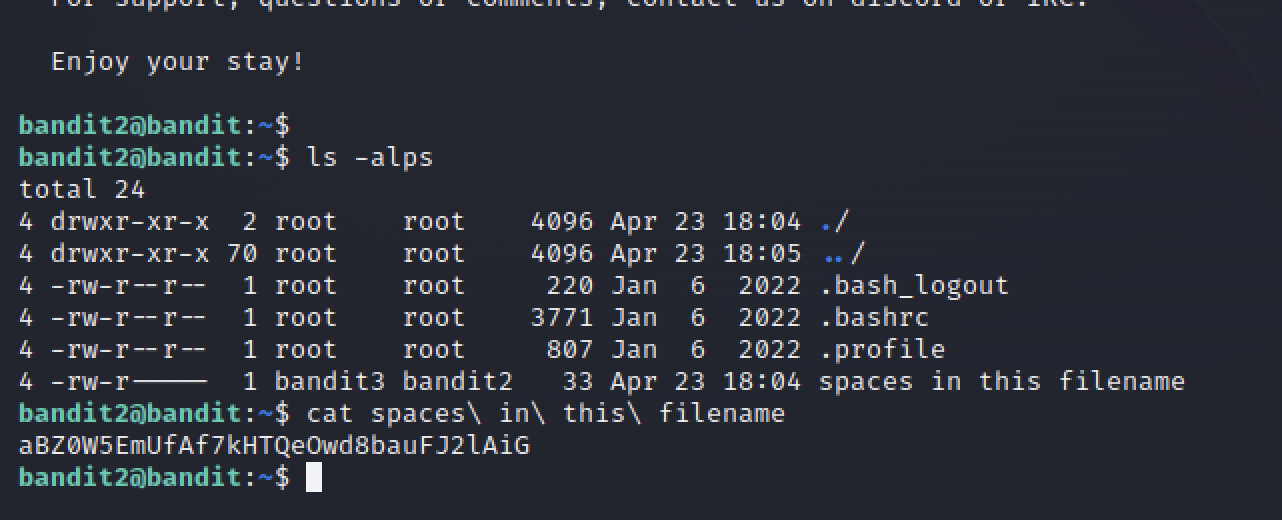 For support, questions or comments, contact us on discord or IRC.
Enjoy your stay!
bandit2@bandit:~$
bandit2@bandit:~$ ls -alps
total 24
4 drwxr-xr-x  2 root    root    4096 Apr 23 18:04 ./
4 drwxr-xr-x 70 root    root    4096 Apr 23 18:05 ../
4 -rw-r--r--  1 root    root     220 Jan  6  2022 .bash_logout
4 -rw-r--r--  1 root    root    3771 Jan  6  2022 .bashrc
4 -rw-r--r--  1 root    root     807 Jan  6  2022 .profile
4 -rw-r-----  1 bandit3 bandit2   33 Apr 23 18:04 spaces in this filename
bandit2@bandit:~$ cat spaces\ in\ this\ filename
aBZ0W5EmUfAf7kHTQeOwd8bauFJ2lAiG
bandit2@bandit:~$